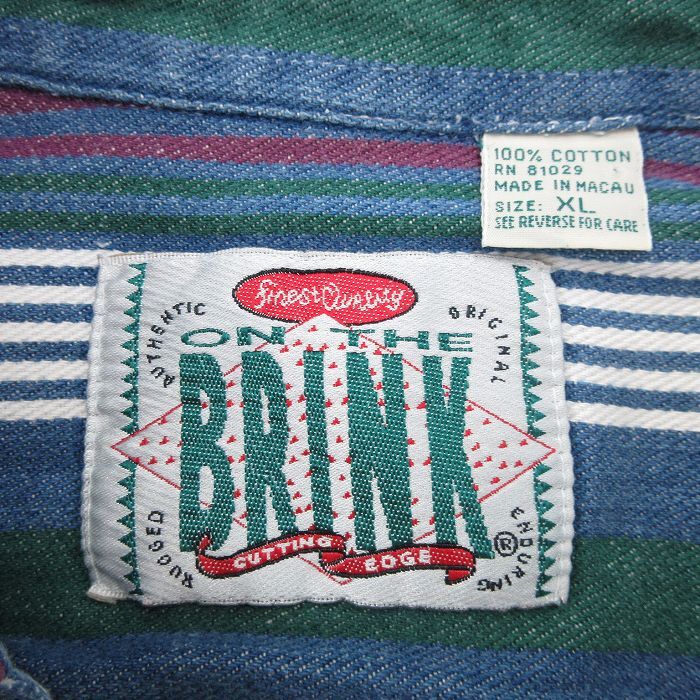 100% COTTON
RN 81029
MADE IN MACAU
SIZE: XL
SEE REVERSE FOR CARE
Finest Quality
AUTHENTIC
ORIGINAL
ON THE
BRINK
CUTTING EDGE
RUGGED
ENDURING
®